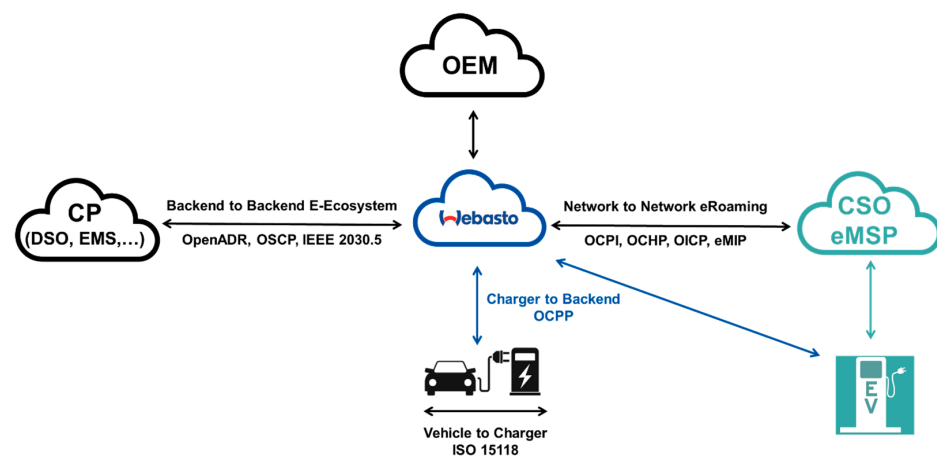 OEM
CP
(DSO, EMS,...)
Backend to Backend E-Ecosystem
OpenADR, OSCP, IEEE 2030.5
Webasto
Network to Network eRoaming
OCPI, OCHP, OICP, eMIP
CSO
eMSP
Charger to Backend
OCPP
Vehicle to Charger
ISO 15118
E
V